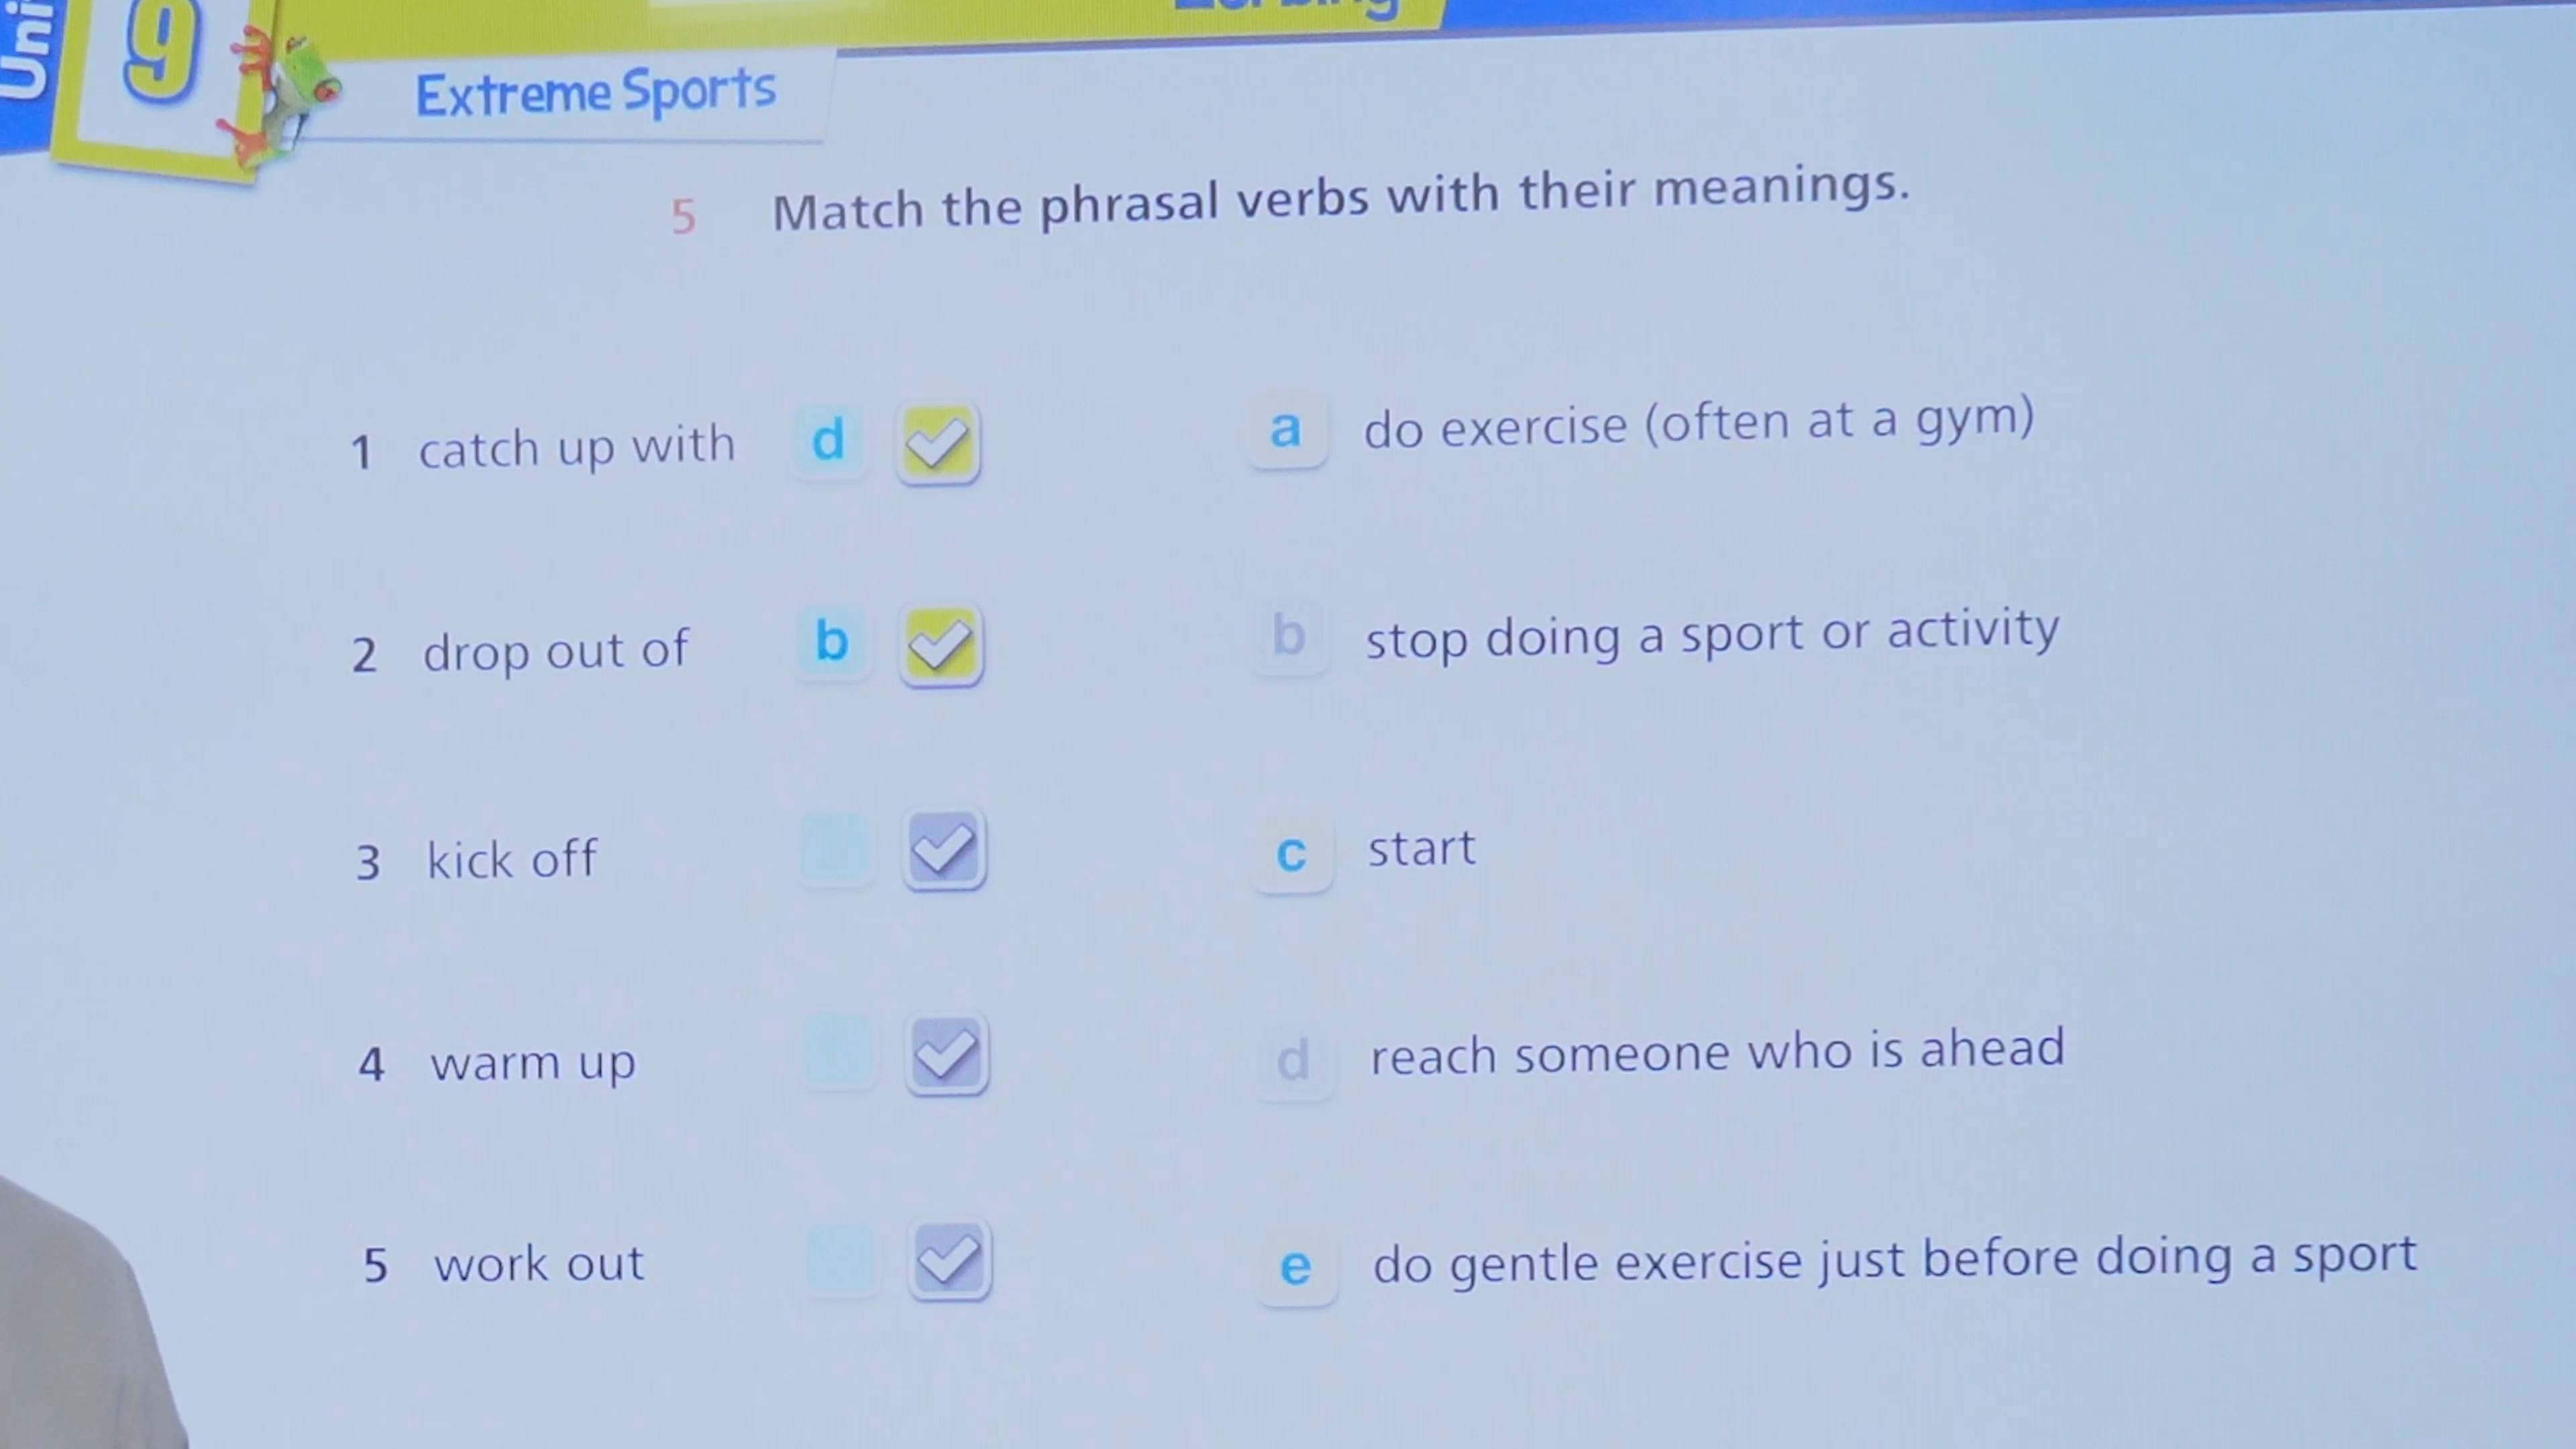 9
Extreme Sports
5 Match the phrasal verbs with their meanings.
1 catch up with d a do exercise (often at a gym)
2 drop out of b b stop doing a sport or activity
3 kick off c start
4 warm up d reach someone who is ahead
5 work out e do gentle exercise just before doing a sport